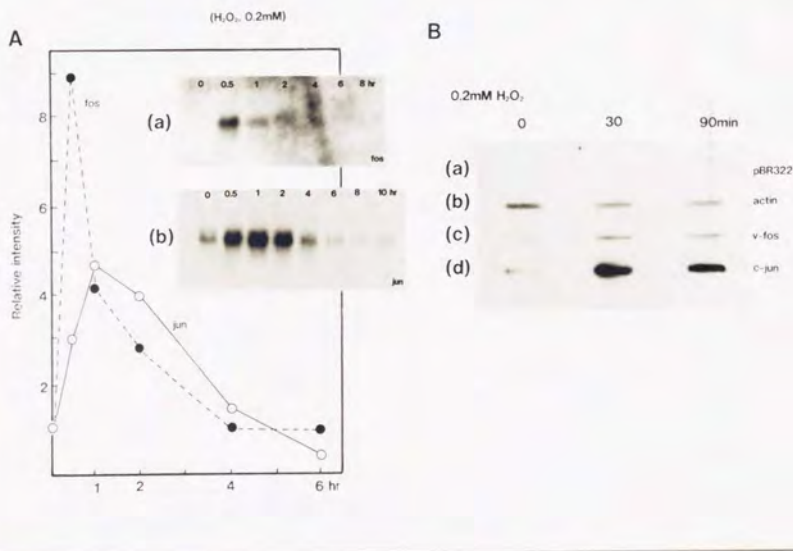 (H₂O₂, 0.2mM)
A
B
fos
0 0.5 1 2 4 6 8 hr
(a)
fos
0 0.5 1 2 4 6 8 10 hr
(b)
jun
jun
Relative intensity
8
6
4
2
1 2 4 6 hr
0.2mM H₂O₂
0 30 90min
(a) pBR322
(b) actin
(c) v-fos
(d) c-jun